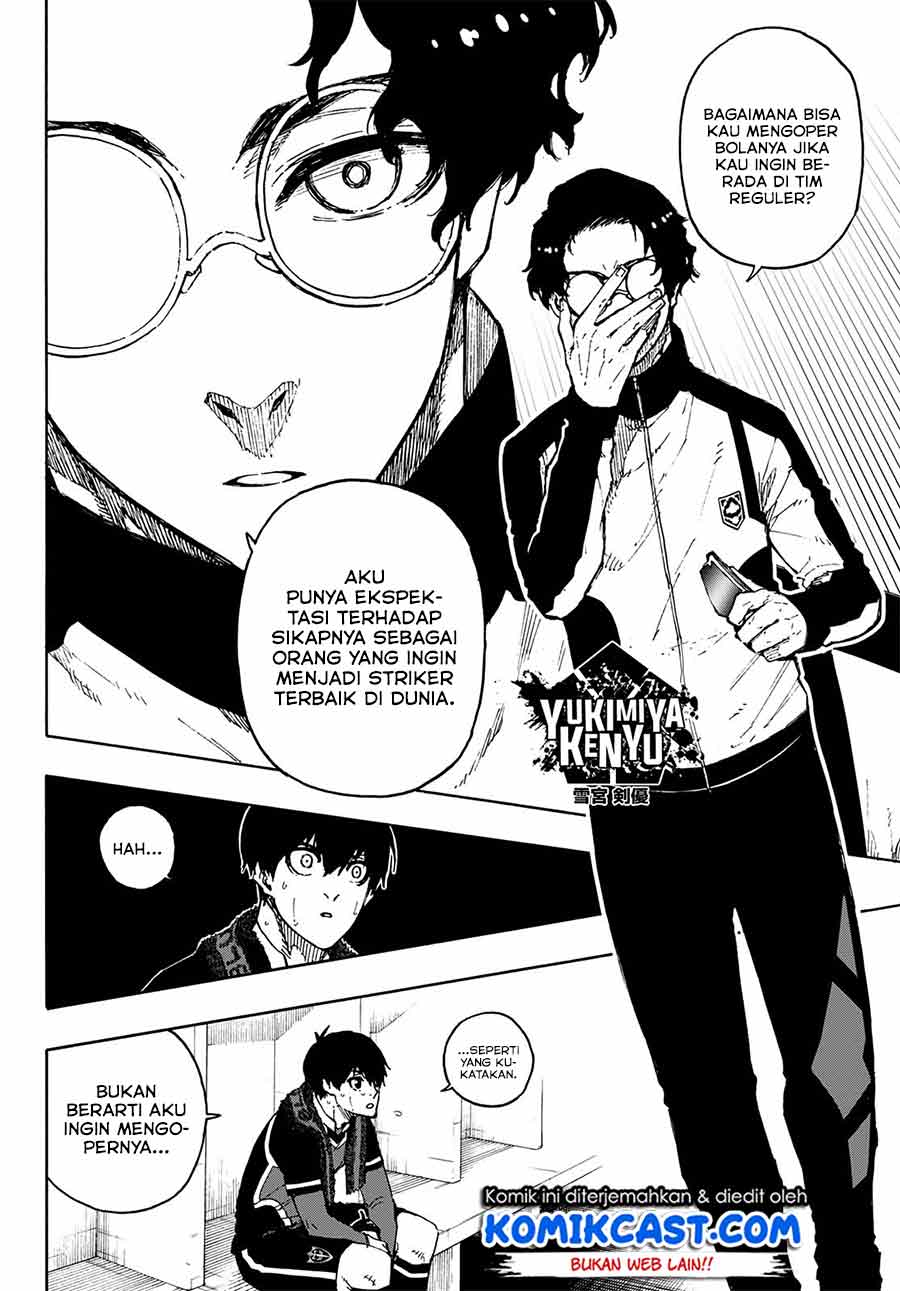 BAGAIMANA BISA
KAU MENGOPER
BOLANYA JIKA
KAU INGIN BE-
RADA DI TIM
REGULER?
AKU
PUNYA EKSPEK-
TASI TERHADAP
SIKAPNYA SEBAGAI
ORANG YANG INGIN
MENJADI STRIKER
TERBAIK DI DUNIA.
YUKIMIYA
KENYU
雪宮 剣優
HAH...
...SEPERTI
YANG KU-
KATAKAN.
BUKAN
BERARTI AKU
INGIN MENGO-
PERNYA...
Komik ini diterjemahkan & diedit oleh
KOMIKCAST.COM
BUKAN WEB LAIN!!